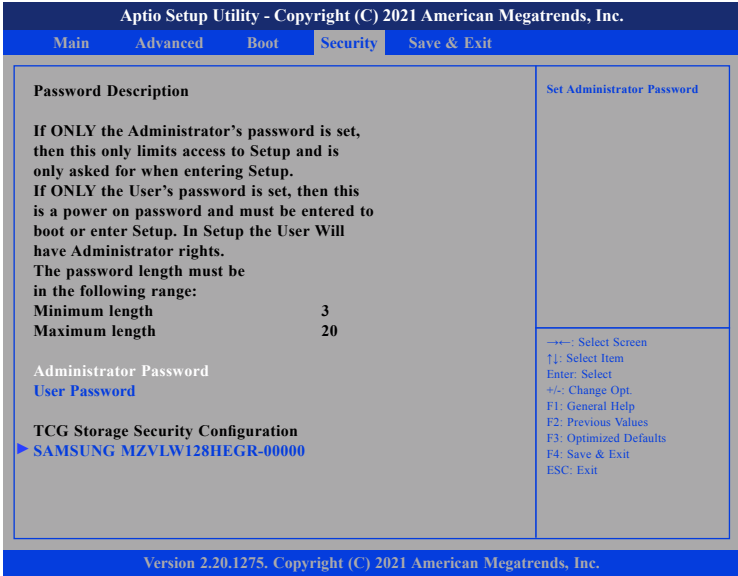 Aptio Setup Utility - Copyright (C) 2021 American Megatrends, Inc.
Main Advanced Boot Security Save & Exit
Password Description
If ONLY the Administrator's password is set,
then this only limits access to Setup and is
only asked for when entering Setup.
If ONLY the User's password is set, then this
is a power on password and must be entered to
boot or enter Setup. In Setup the User Will
have Administrator rights.
The password length must be
in the following range:
Minimum length 3
Maximum length 20
Administrator Password
User Password
TCG Storage Security Configuration
▶ SAMSUNG MZVLW128HEGR-00000
Set Administrator Password
→←: Select Screen
↑↓: Select Item
Enter: Select
+/-: Change Opt.
F1: General Help
F2: Previous Values
F3: Optimized Defaults
F4: Save & Exit
ESC: Exit
Version 2.20.1275. Copyright (C) 2021 American Megatrends, Inc.